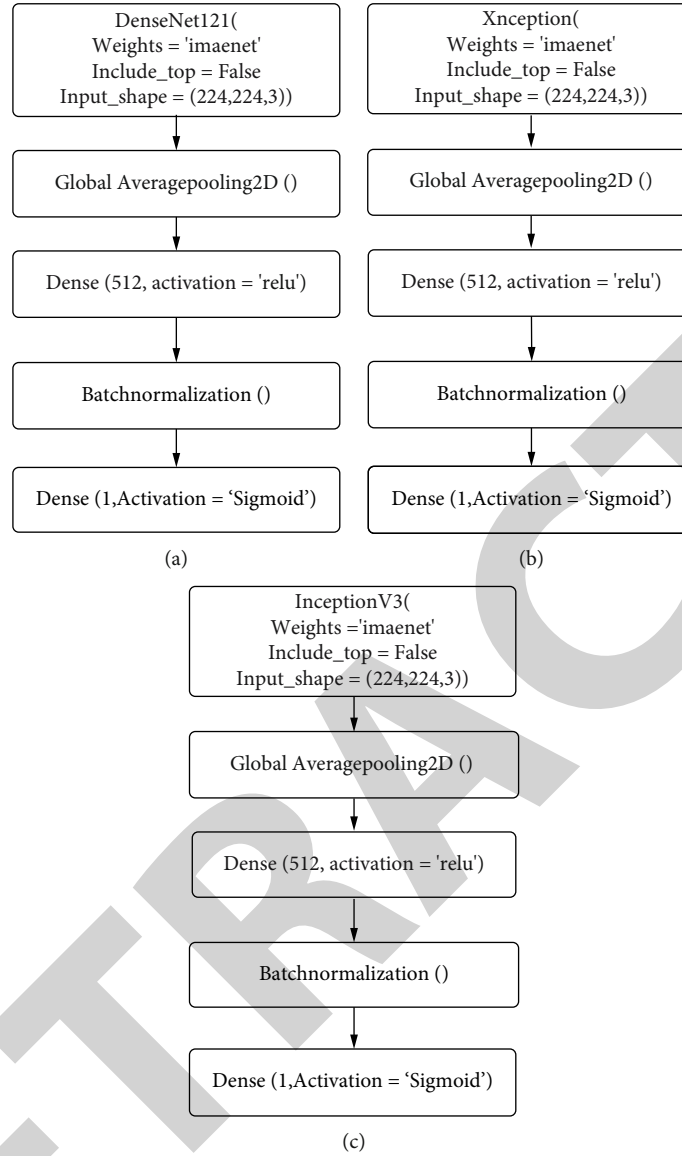 DenseNet121(
Weights = 'imaenet'
Include_top = False
Input_shape = (224,224,3))
Global Averagepooling2D ()
Dense (512, activation = 'relu')
Batchnormalization ()
Dense (1,Activation = ‘Sigmoid’)
(a)
Xnception(
Weights = 'imaenet'
Include_top = False
Input_shape = (224,224,3))
Global Averagepooling2D ()
Dense (512, activation = 'relu')
Batchnormalization ()
Dense (1,Activation = ‘Sigmoid’)
(b)
InceptionV3(
Weights ='imaenet'
Include_top = False
Input_shape = (224,224,3))
Global Averagepooling2D ()
Dense (512, activation = 'relu')
Batchnormalization ()
Dense (1,Activation = ‘Sigmoid’)
(c)
TRACT